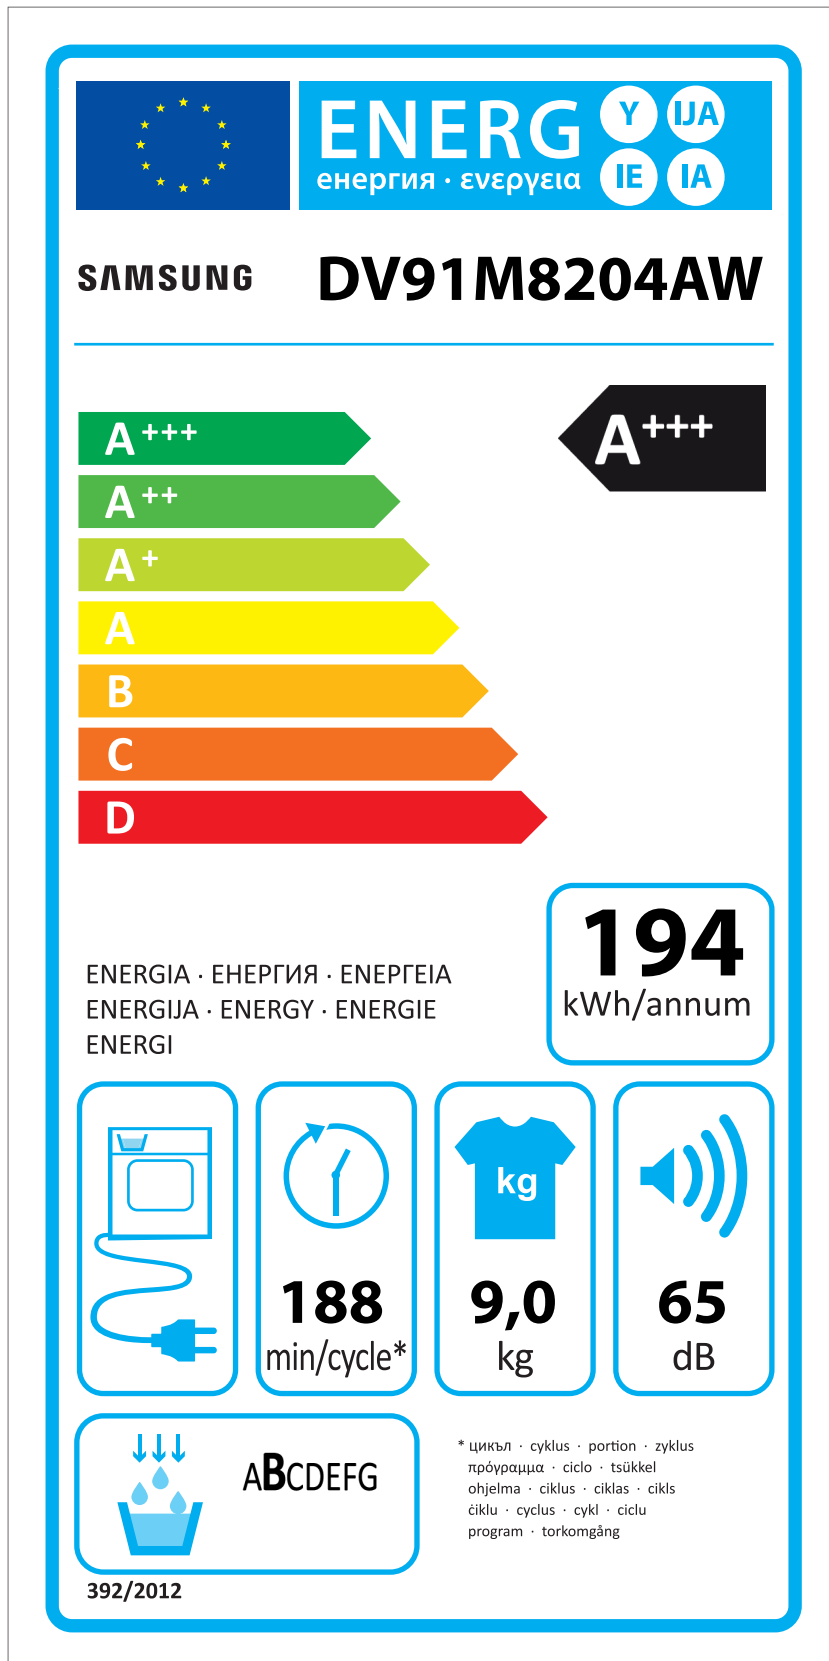 ENERG Y IJA
енергия · ενεργεια IE IA
SAMSUNG DV91M8204AW
A+++ A+++
A++
A+
A
B
C
D
194
kWh/annum
ENERGIA · ЕНЕРГИЯ · ΕΝΕΡΓΕΙΑ
ENERGIJA · ENERGY · ENERGIE
ENERGI
kg
188 9,0 65
min/cycle* kg dB
ABCDEFG
* цикъл · cyklus · portion · zyklus
πρόγραμμα · ciclo · tsükkel
ohjelma · ciklus · ciklas · cikls
ċiklu · cyclus · cykl · ciclu
program · torkomgång
392/2012